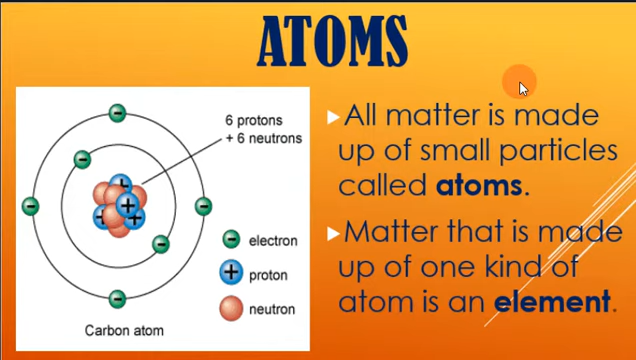 ATOMS
6 protons
+ 6 neutrons
electron
proton
neutron
Carbon atom
All matter is made
up of small particles
called atoms.
Matter that is made
up of one kind of
atom is an element.